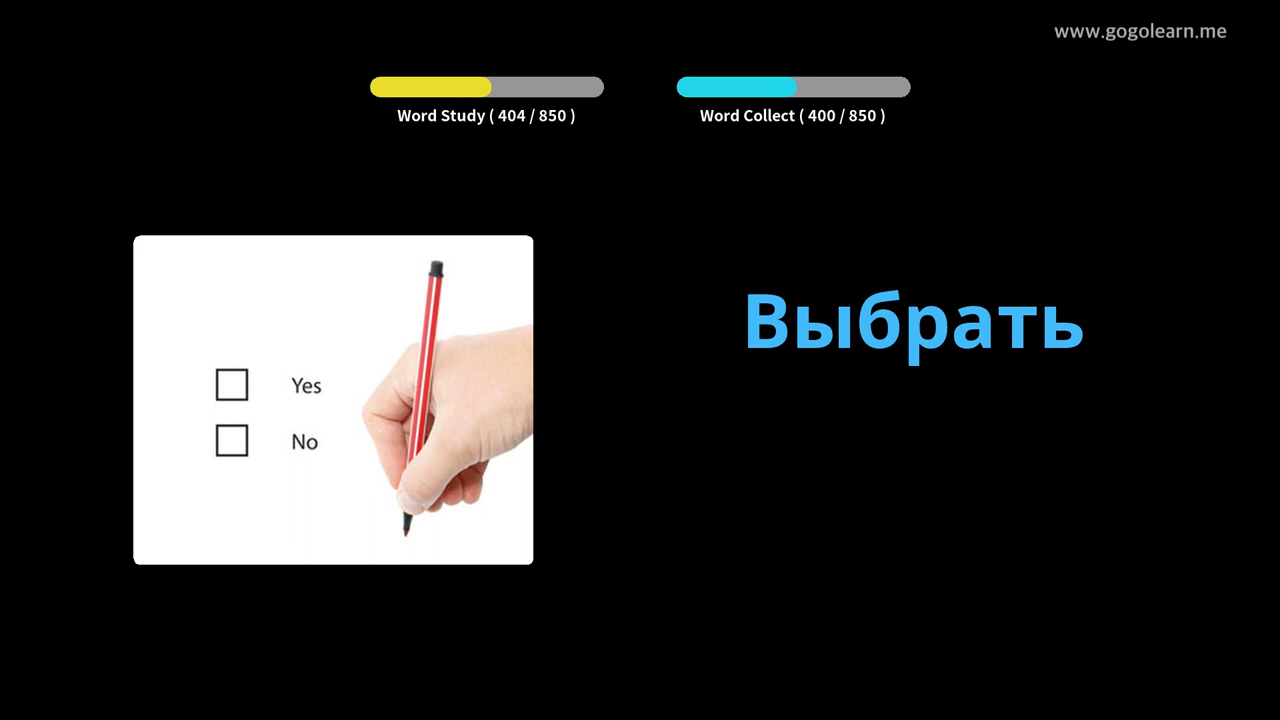 www.gogolearn.me
Word Study ( 404 / 850 )
Word Collect ( 400 / 850 )
Yes
No
Выбрать